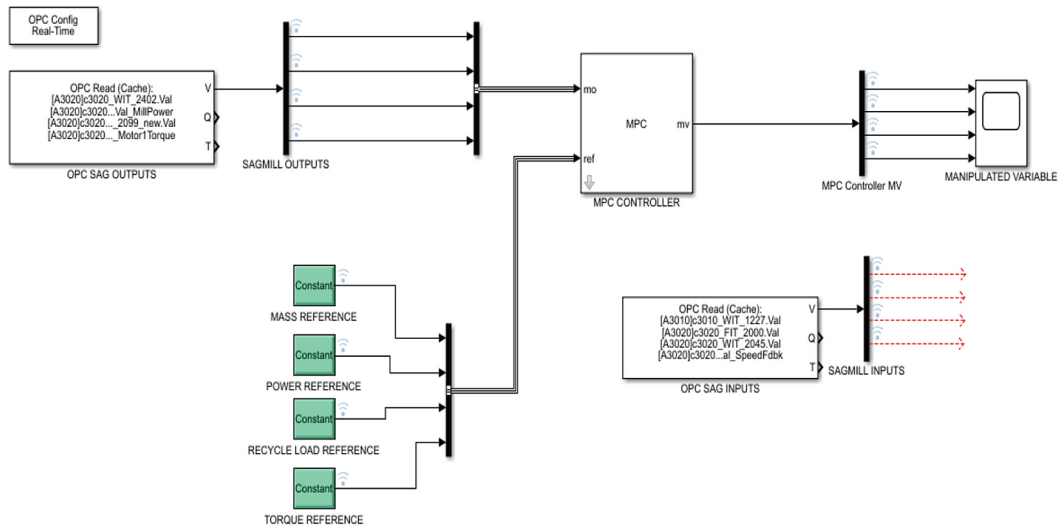 OPC Config
Real-Time
OPC Read (Cache):
[A3020]c3020_WIT_2402.Val
[A3020]c3020...Val_MillPower
[A3020]c3020..._2099_new.Val
[A3020]c3020..._Motor1Torque
V
Q
T
OPC SAG OUTPUTS
SAGMILL OUTPUTS
mo
ref
MPC
mv
MPC CONTROLLER
MPC Controller MV
MANIPULATED VARIABLE
Constant
MASS REFERENCE
Constant
POWER REFERENCE
Constant
RECYCLE LOAD REFERENCE
Constant
TORQUE REFERENCE
OPC Read (Cache):
[A3010]c3010_WIT_1227.Val
[A3020]c3020_FIT_2000.Val
[A3020]c3020_WIT_2045.Val
[A3020]c3020...al_SpeedFdbk
V
Q
T
OPC SAG INPUTS
SAGMILL INPUTS